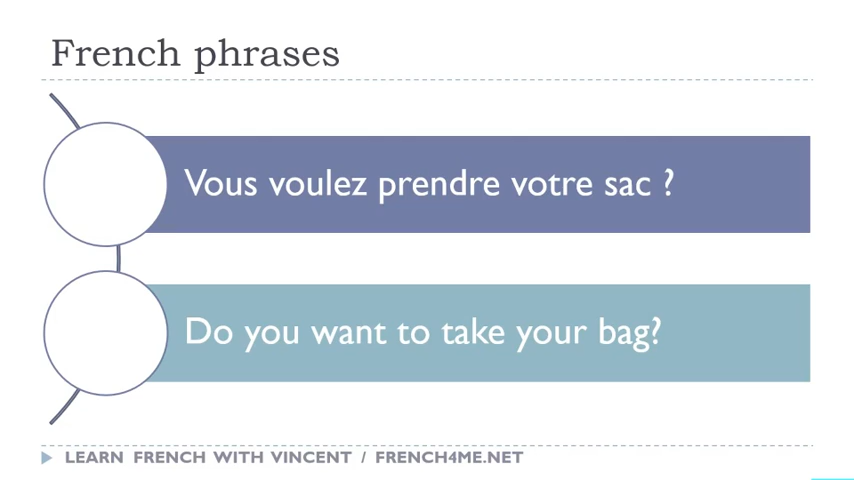 French phrases
Vous voulez prendre votre sac ?
Do you want to take your bag?
LEARN FRENCH WITH VINCENT / FRENCH4ME.NET